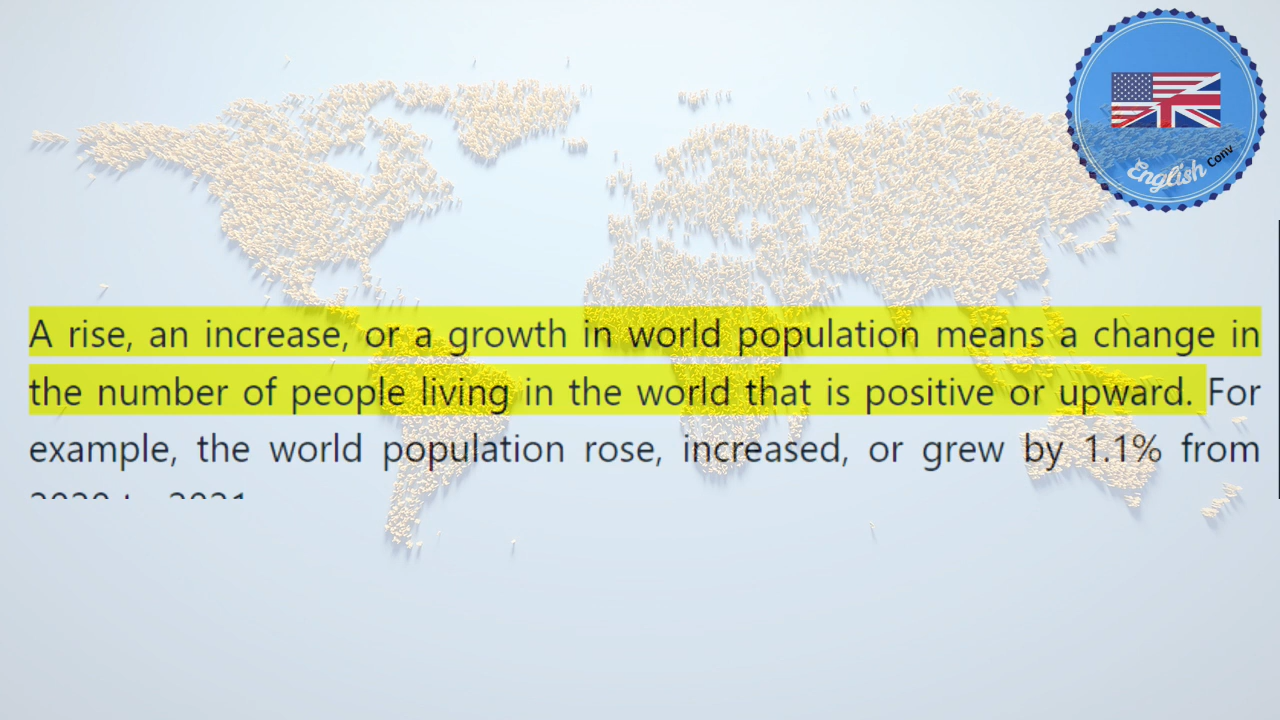 English Conv
A rise, an increase, or a growth in world population means a change in
the number of people living in the world that is positive or upward. For
example, the world population rose, increased, or grew by 1.1% from